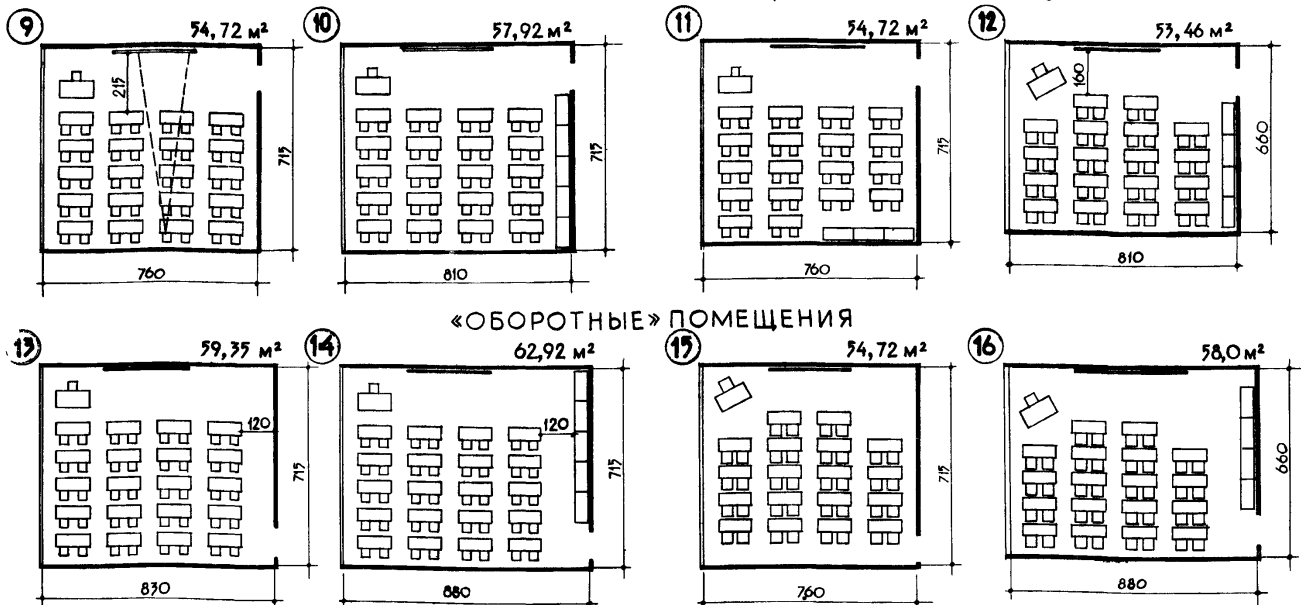 9 54,72 м² 10 57,92 м² 11 54,72 м² 12 53,46 м²
215 715 715 715 160 660
760 810 760 810
«ОБОРОТНЫЕ» ПОМЕЩЕНИЯ
13 59,35 м² 14 62,92 м² 15 54,72 м² 16 58,0 м²
120 715 120 715 715 660
830 880 760 880